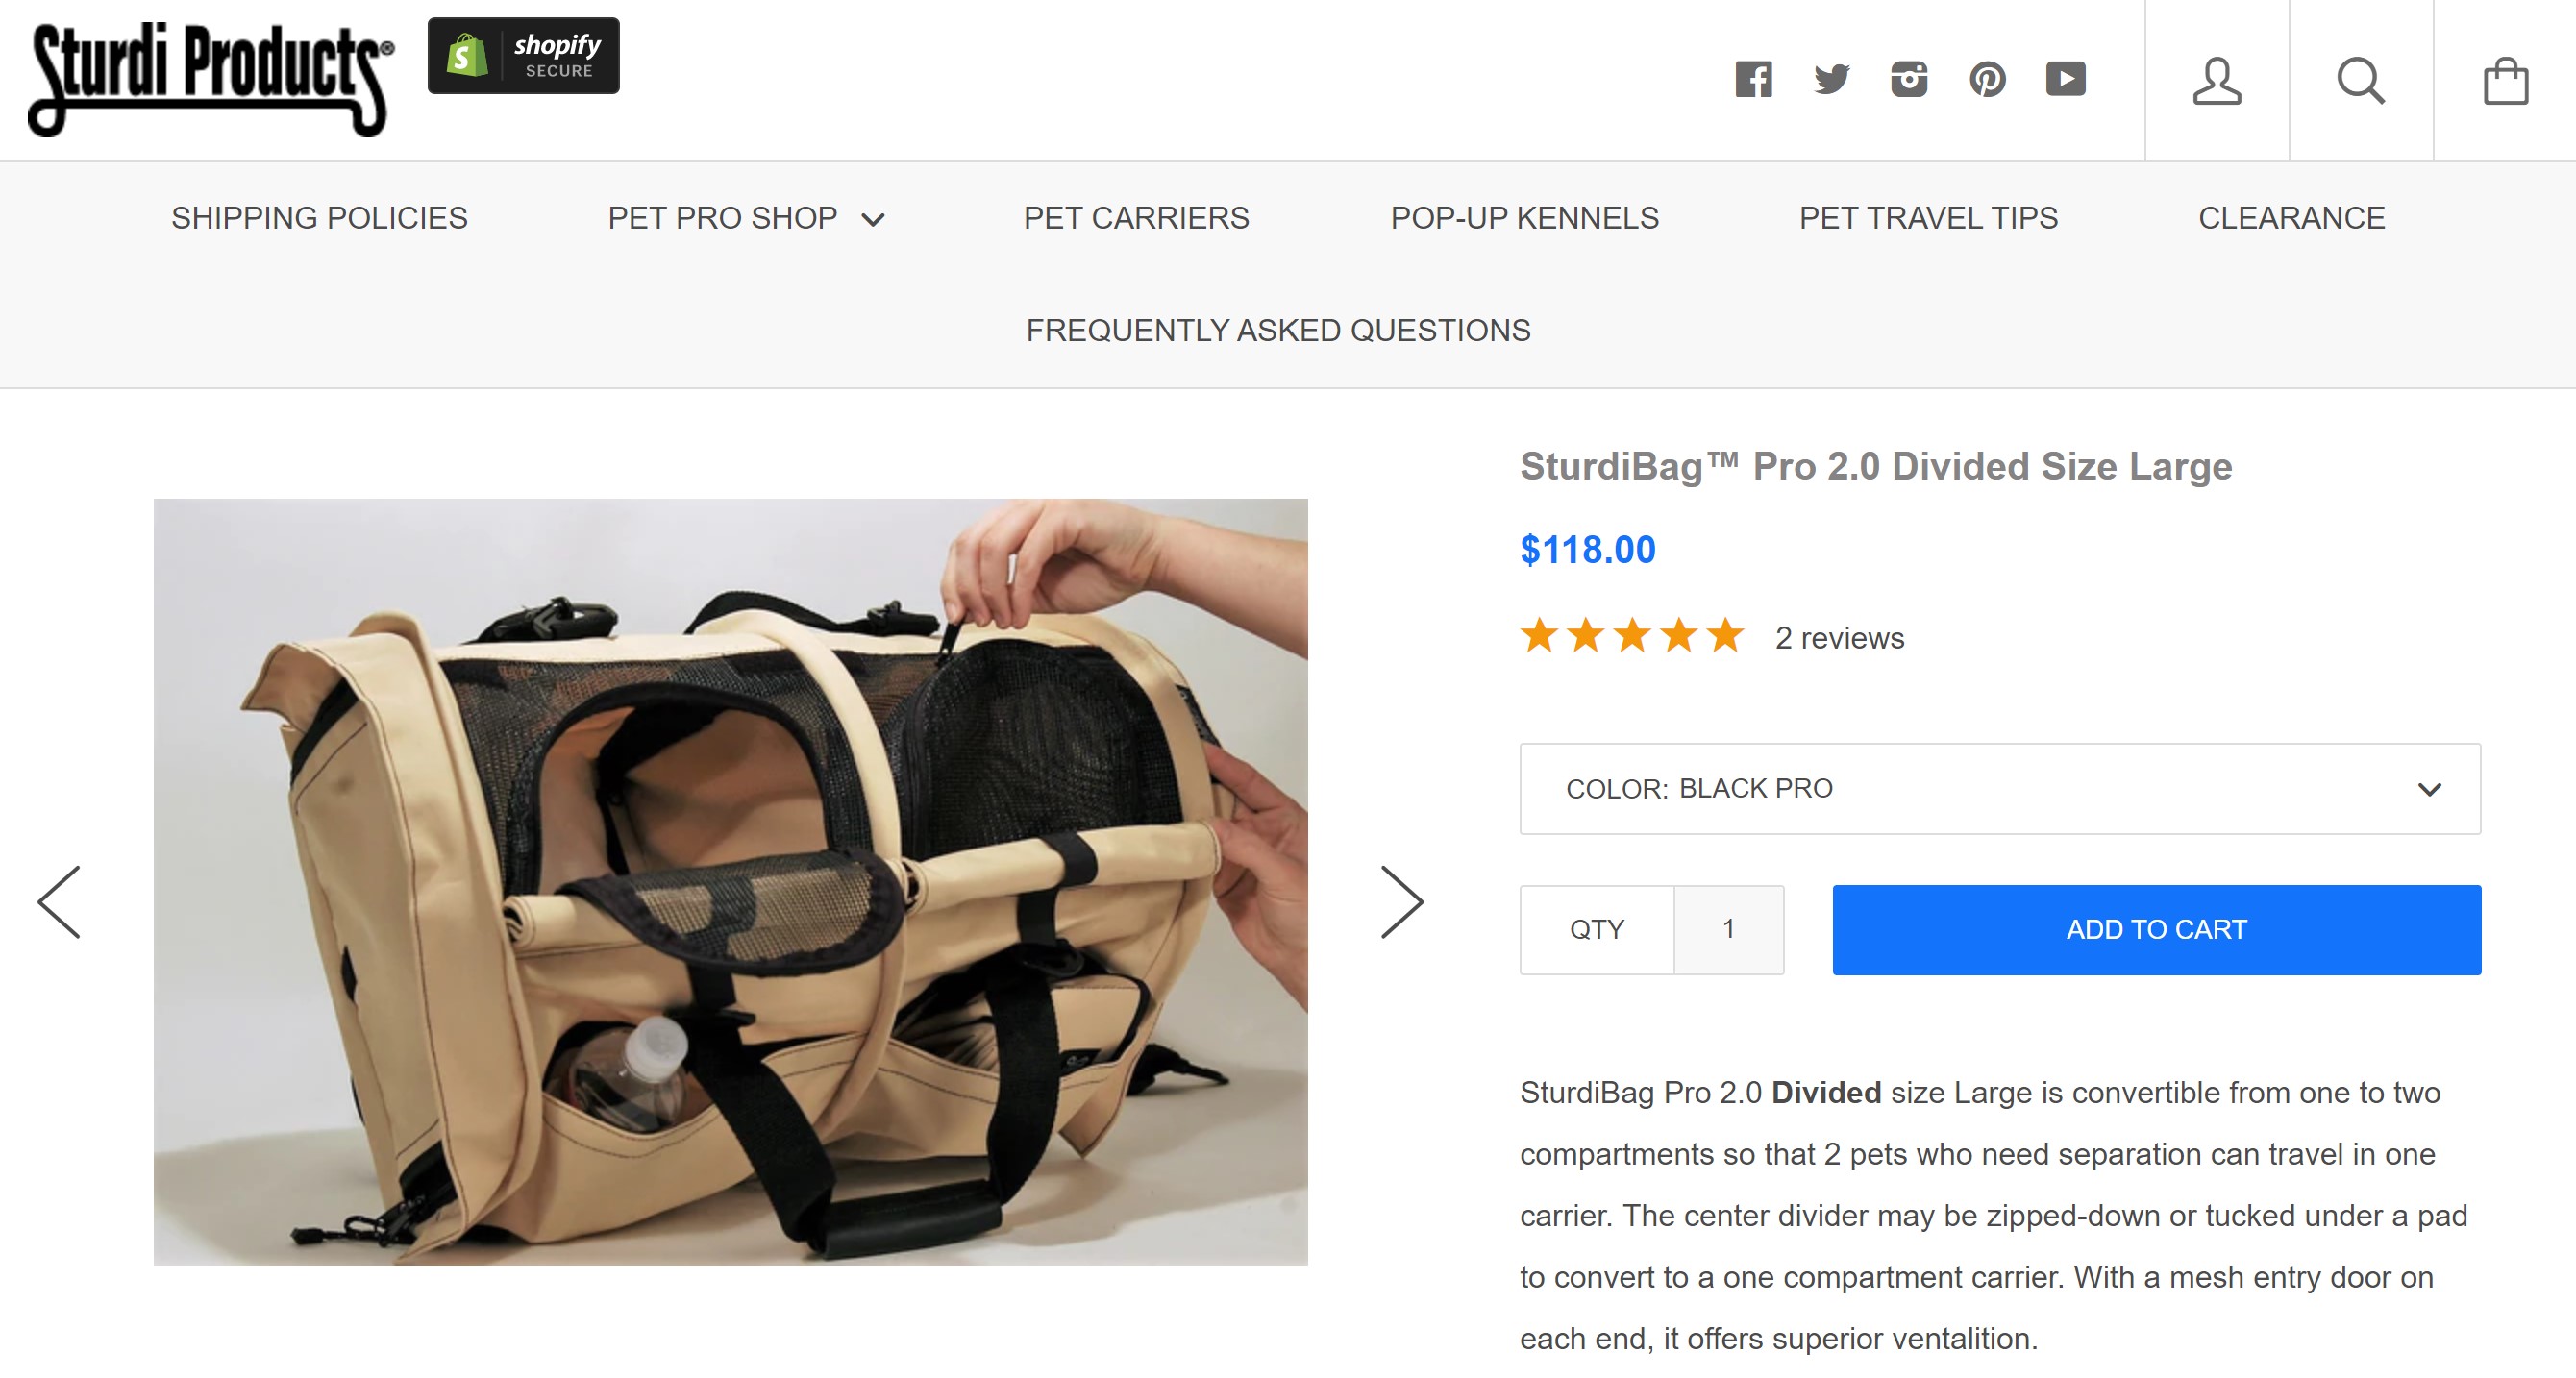 Sturdi Products®
shopify
SECURE
SHIPPING POLICIES
PET PRO SHOP
PET CARRIERS
POP-UP KENNELS
PET TRAVEL TIPS
CLEARANCE
FREQUENTLY ASKED QUESTIONS
SturdiBag™ Pro 2.0 Divided Size Large
$118.00
2 reviews
COLOR: BLACK PRO
QTY 1 ADD TO CART
SturdiBag Pro 2.0 Divided size Large is convertible from one to two
compartments so that 2 pets who need separation can travel in one
carrier. The center divider may be zipped-down or tucked under a pad
to convert to a one compartment carrier. With a mesh entry door on
each end, it offers superior ventalition.